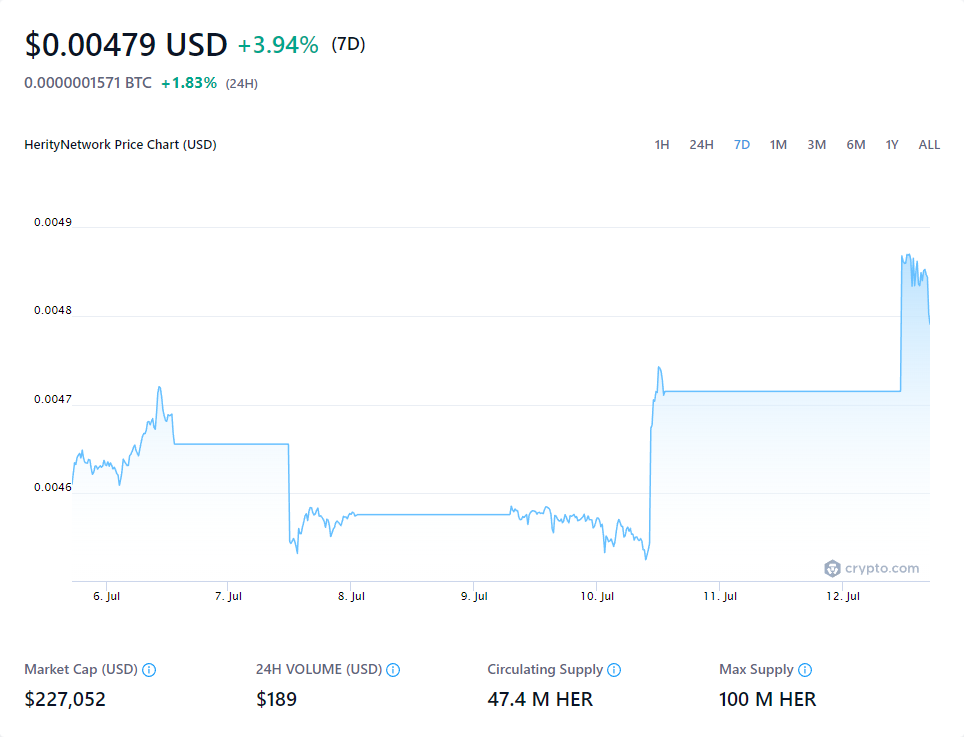 $0.00479 USD +3.94% (7D)
0.0000001571 BTC +1.83% (24H)
HerityNetwork Price Chart (USD) 1H 24H 7D 1M 3M 6M 1Y ALL
0.0049
0.0048
0.0047
0.0046
crypto.com
6. Jul 7. Jul 8. Jul 9. Jul 10. Jul 11. Jul 12. Jul
Market Cap (USD) 24H VOLUME (USD) Circulating Supply Max Supply
$227,052 $189 47.4 M HER 100 M HER